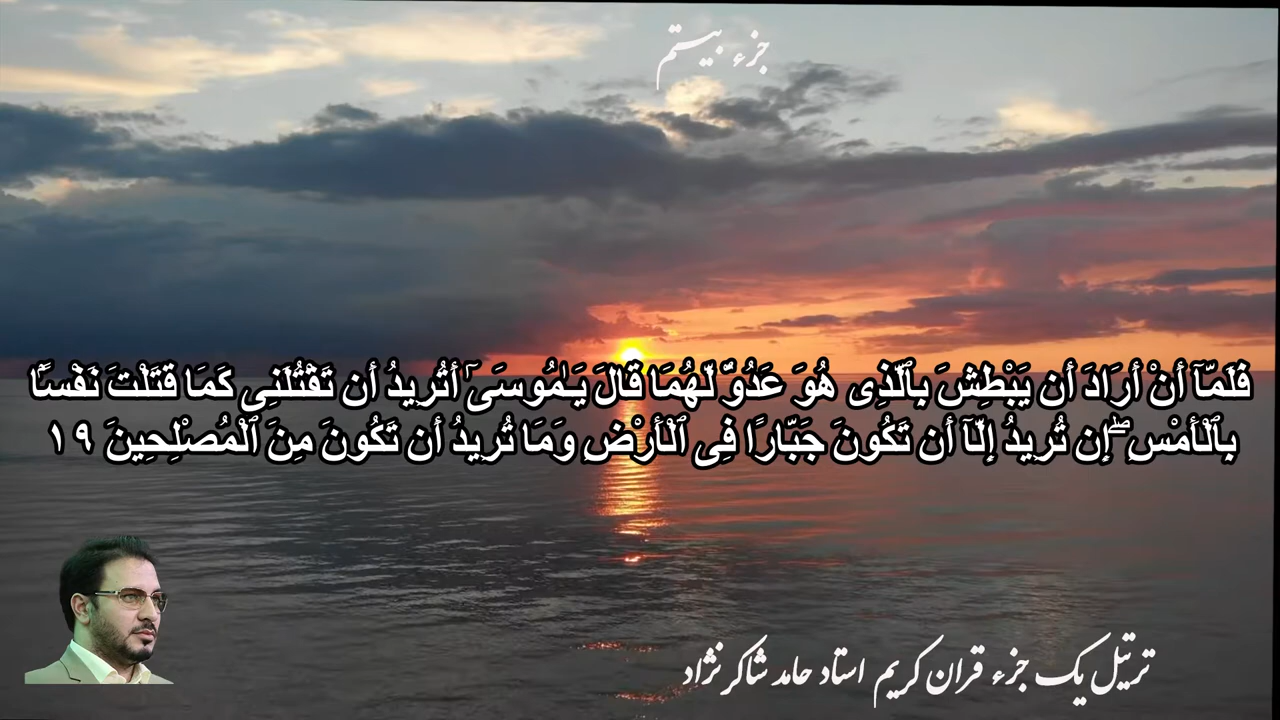 جزء بیستم
فَلَمَّآ أَنْ أَرَادَ أَن يَبْطِشَ بِٱلَّذِى هُوَ عَدُوٌّ لَّهُمَا قَالَ يَـٰمُوسَىٰٓ أَتُرِيدُ أَن تَقْتُلَنِى كَمَا قَتَلْتَ نَفْسًۢا
بِٱلْأَمْسِ ۖ إِن تُرِيدُ إِلَّآ أَن تَكُونَ جَبَّارًا فِى ٱلْأَرْضِ وَمَا تُرِيدُ أَن تَكُونَ مِنَ ٱلْمُصْلِحِينَ ١٩
ترتیل یک جزء قران کریم استاد حامد شاکرنژاد